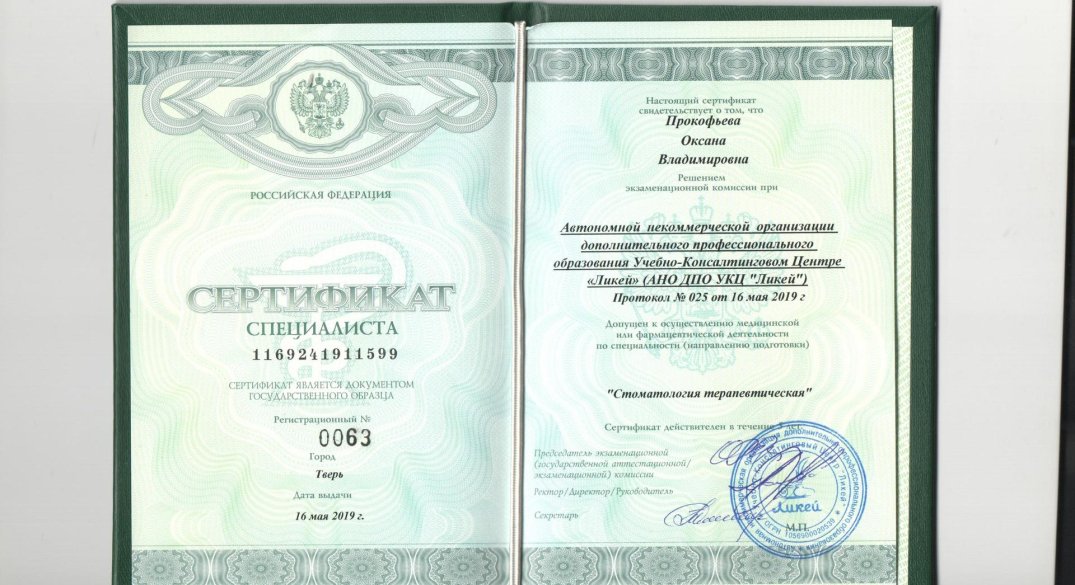 РОССИЙСКАЯ ФЕДЕРАЦИЯ
СЕРТИФИКАТ
СПЕЦИАЛИСТА
1169241911599
СЕРТИФИКАТ ЯВЛЯЕТСЯ ДОКУМЕНТОМ
ГОСУДАРСТВЕННОГО ОБРАЗЦА
Регистрационный №
0063
Город
Тверь
Дата выдачи
16 мая 2019 г.
Настоящий сертификат
свидетельствует о том, что
Прокофьева
Оксана
Владимировна
Решением
экзаменационной комиссии при
Автономной некоммерческой организации
дополнительного профессионального
образования Учебно-Консалтинговом Центре
«Ликей» (АНО ДПО УКЦ "Ликей")
Протокол № 025 от 16 мая 2019 г
Допущен к осуществлению медицинской
или фармацевтической деятельности
по специальности (направлению подготовки)
"Стоматология терапевтическая"
Сертификат действителен в течение 5 лет.
Председатель экзаменационной
(государственной аттестационной/
экзаменационной) комиссии
Ректор/Директор/Руководитель
Секретарь
М.П.
Ликей
ОГРН 1056900020539